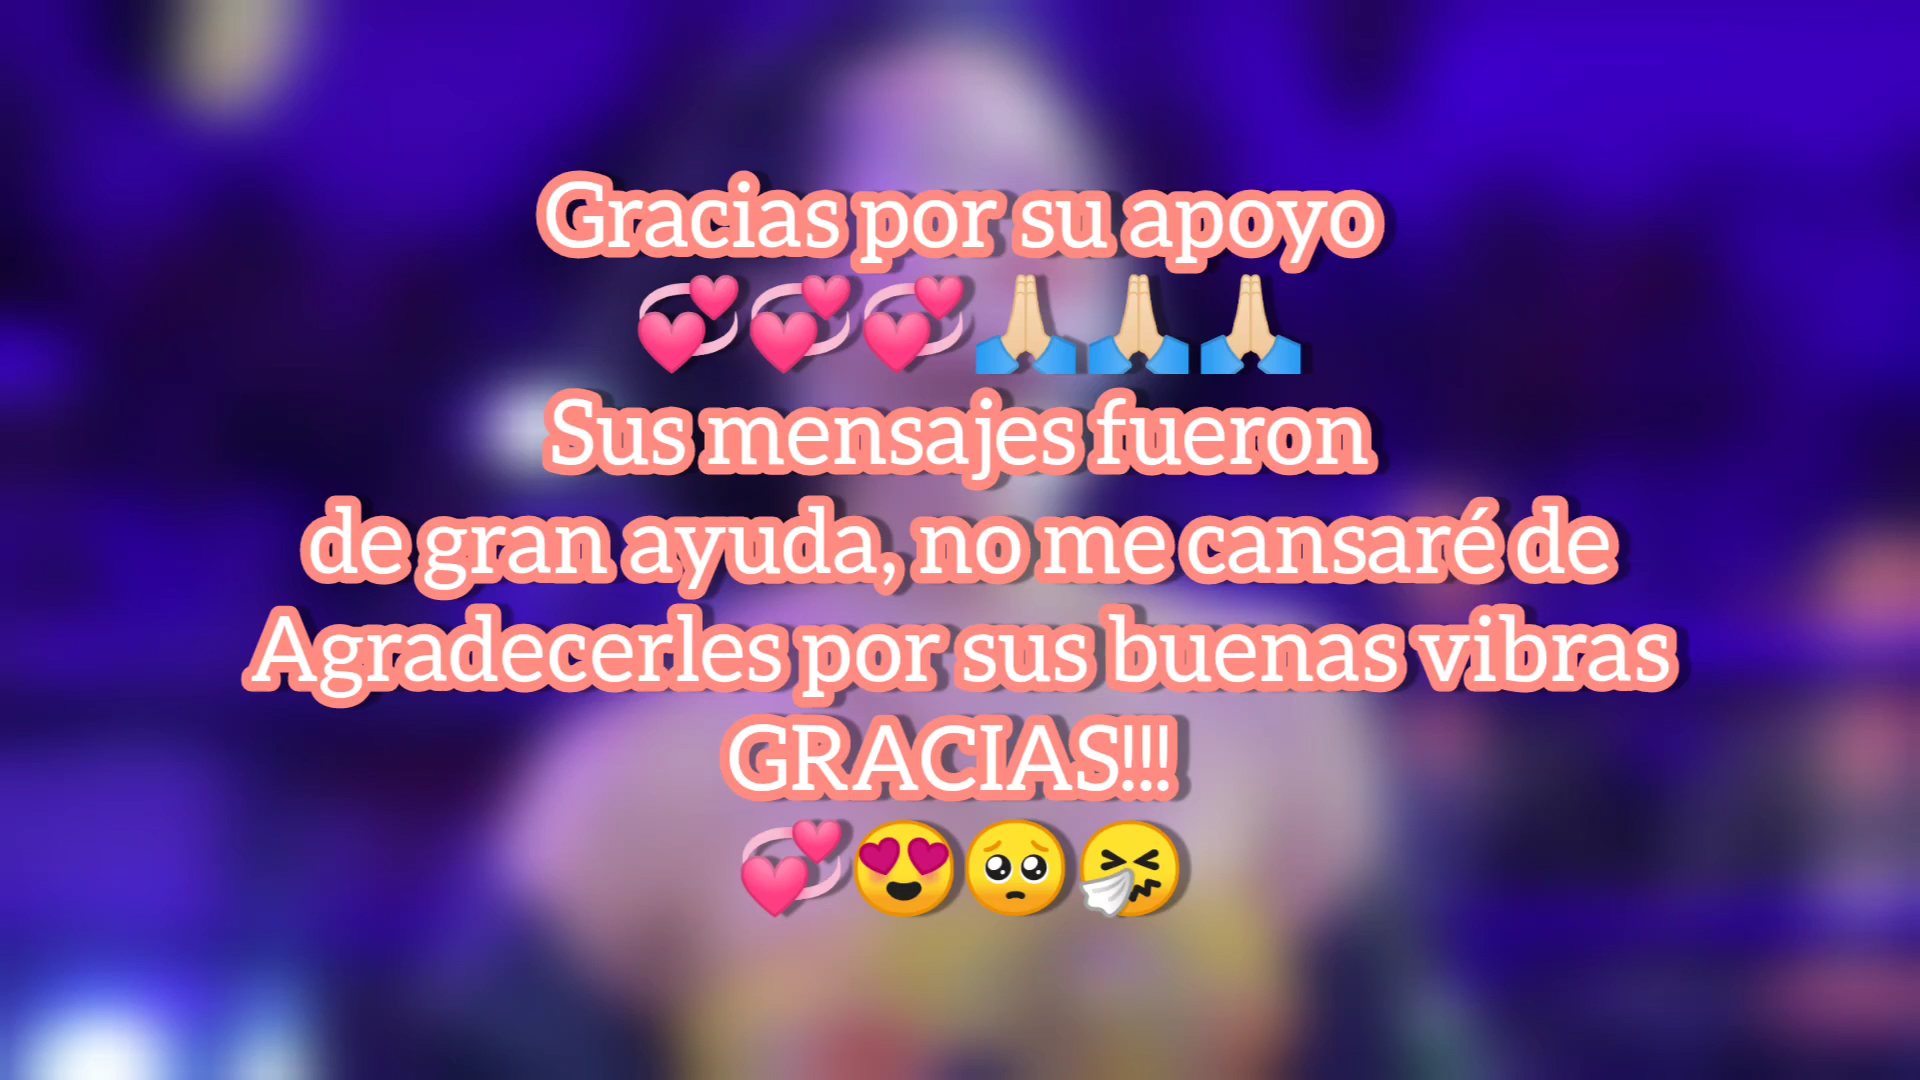 Gracias por su apoyo
💞💞💞🙏🏼🙏🏼🙏🏼
Sus mensajes fueron
de gran ayuda, no me cansaré de
Agradecerles por sus buenas vibras
GRACIAS!!!
💞😍🥺🤧